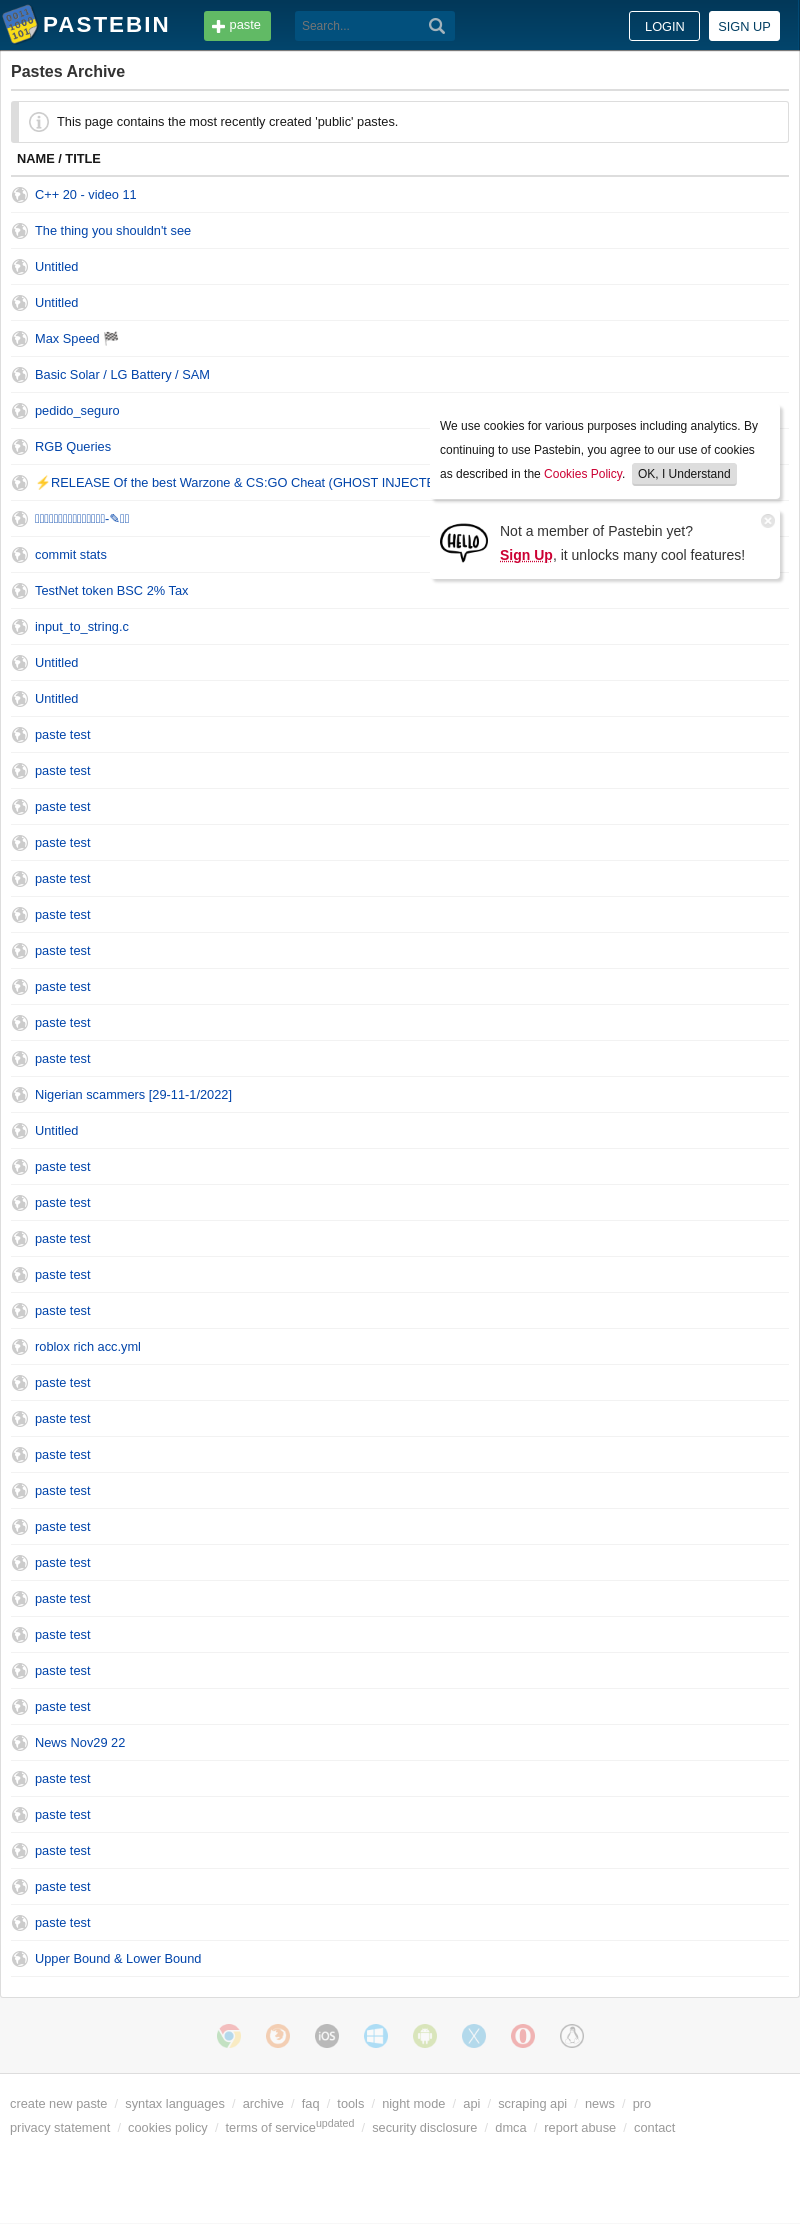 PASTEBIN
paste
Search...
LOGIN
SIGN UP
Pastes Archive
This page contains the most recently created 'public' pastes.
NAME / TITLE
C++ 20 - video 11
The thing you shouldn't see
Untitled
Untitled
Max Speed 🏁
Basic Solar / LG Battery / SAM
pedido_seguro
RGB Queries
⚡RELEASE Of the best Warzone & CS:GO Cheat (GHOST INJECTE
commit stats
TestNet token BSC 2% Tax
input_to_string.c
Untitled
Untitled
paste test
paste test
paste test
paste test
paste test
paste test
paste test
paste test
paste test
paste test
Nigerian scammers [29-11-1/2022]
Untitled
paste test
paste test
paste test
paste test
paste test
roblox rich acc.yml
paste test
paste test
paste test
paste test
paste test
paste test
paste test
paste test
paste test
paste test
News Nov29 22
paste test
paste test
paste test
paste test
paste test
Upper Bound & Lower Bound
We use cookies for various purposes including analytics. By
continuing to use Pastebin, you agree to our use of cookies
as described in the Cookies Policy. OK, I Understand
HELLO
Not a member of Pastebin yet?
Sign Up, it unlocks many cool features!
iOS
create new paste / syntax languages / archive / faq / tools / night mode / api / scraping api / news / pro
privacy statement / cookies policy / terms of service updated / security disclosure / dmca / report abuse / contact